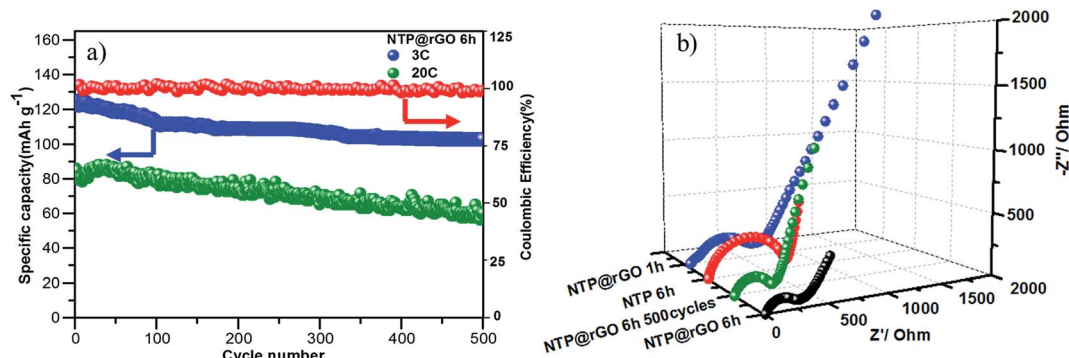 a)
NTP@rGO 6h
3C
20C
Specific capacity(mAh g⁻¹)
160
140
120
100
80
60
40
20
0
0
100
200
300
400
500
Cycle number
125
100
75
50
25
0
Coulombic Efficiency(%)
b)
2000
1500
1000
500
-Z''/ Ohm
NTP@rGO 1h
NTP 6h
NTP@rGO 6h 500cycles
NTP@rGO 6h
0
500
1000
1500
2000
Z'/ Ohm